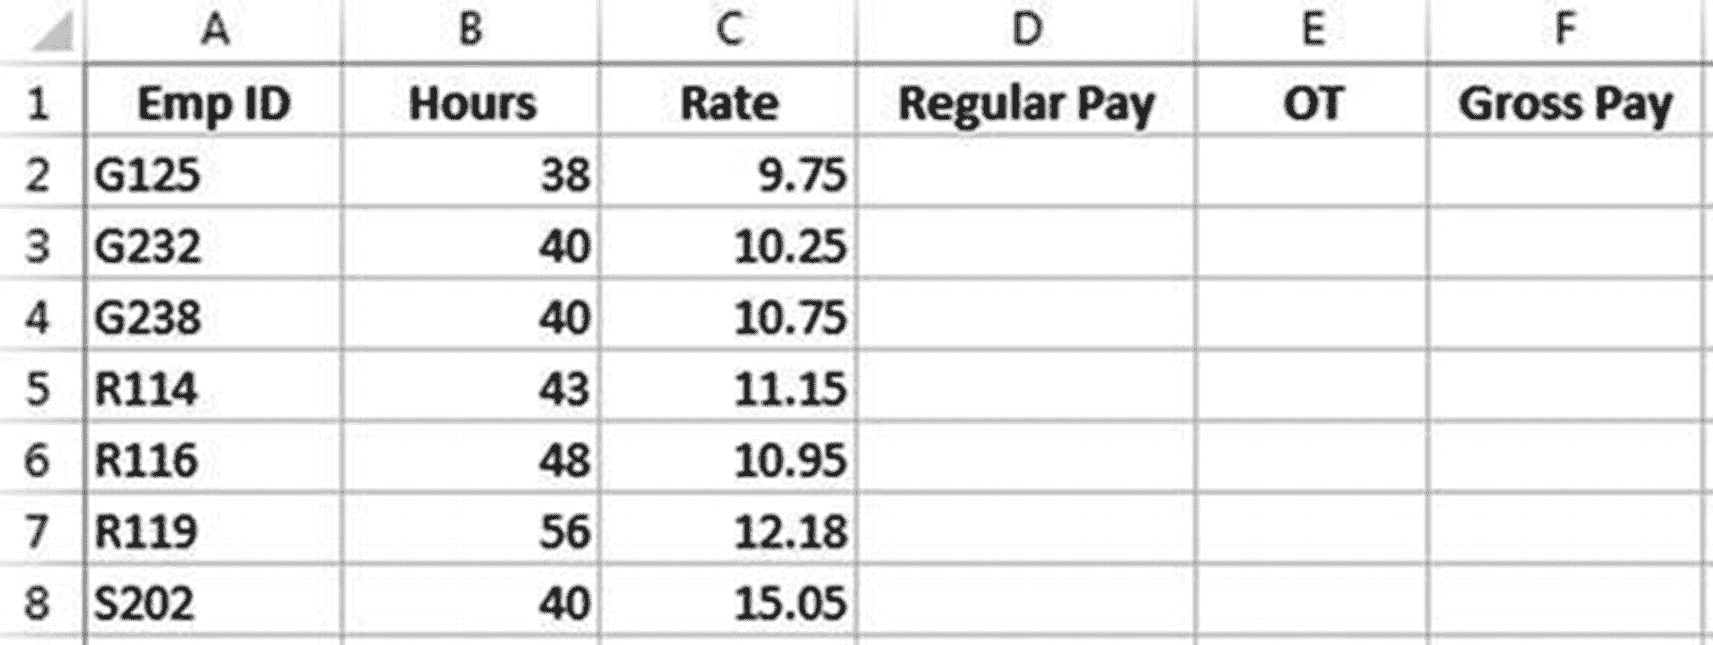 A B C D E F
1 Emp ID Hours Rate Regular Pay OT Gross Pay
2 G125 38 9.75
3 G232 40 10.25
4 G238 40 10.75
5 R114 43 11.15
6 R116 48 10.95
7 R119 56 12.18
8 S202 40 15.05